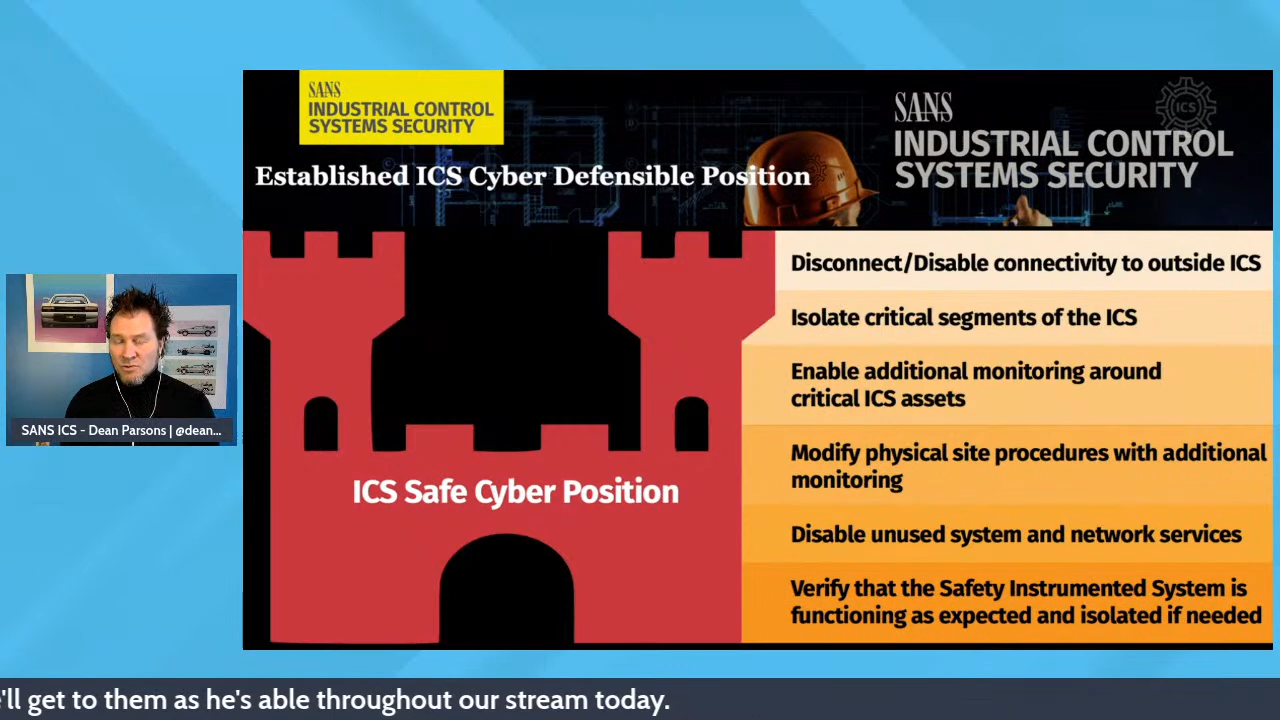 SANS
INDUSTRIAL CONTROL
SYSTEMS SECURITY
SANS
ICS
INDUSTRIAL CONTROL
SYSTEMS SECURITY
Established ICS Cyber Defensible Position
Disconnect/Disable connectivity to outside ICS
Isolate critical segments of the ICS
Enable additional monitoring around
critical ICS assets
Modify physical site procedures with additional
monitoring
Disable unused system and network services
Verify that the Safety Instrumented System is
functioning as expected and isolated if needed
ICS Safe Cyber Position
SANS ICS - Dean Parsons | @dean...
'll get to them as he's able throughout our stream today.